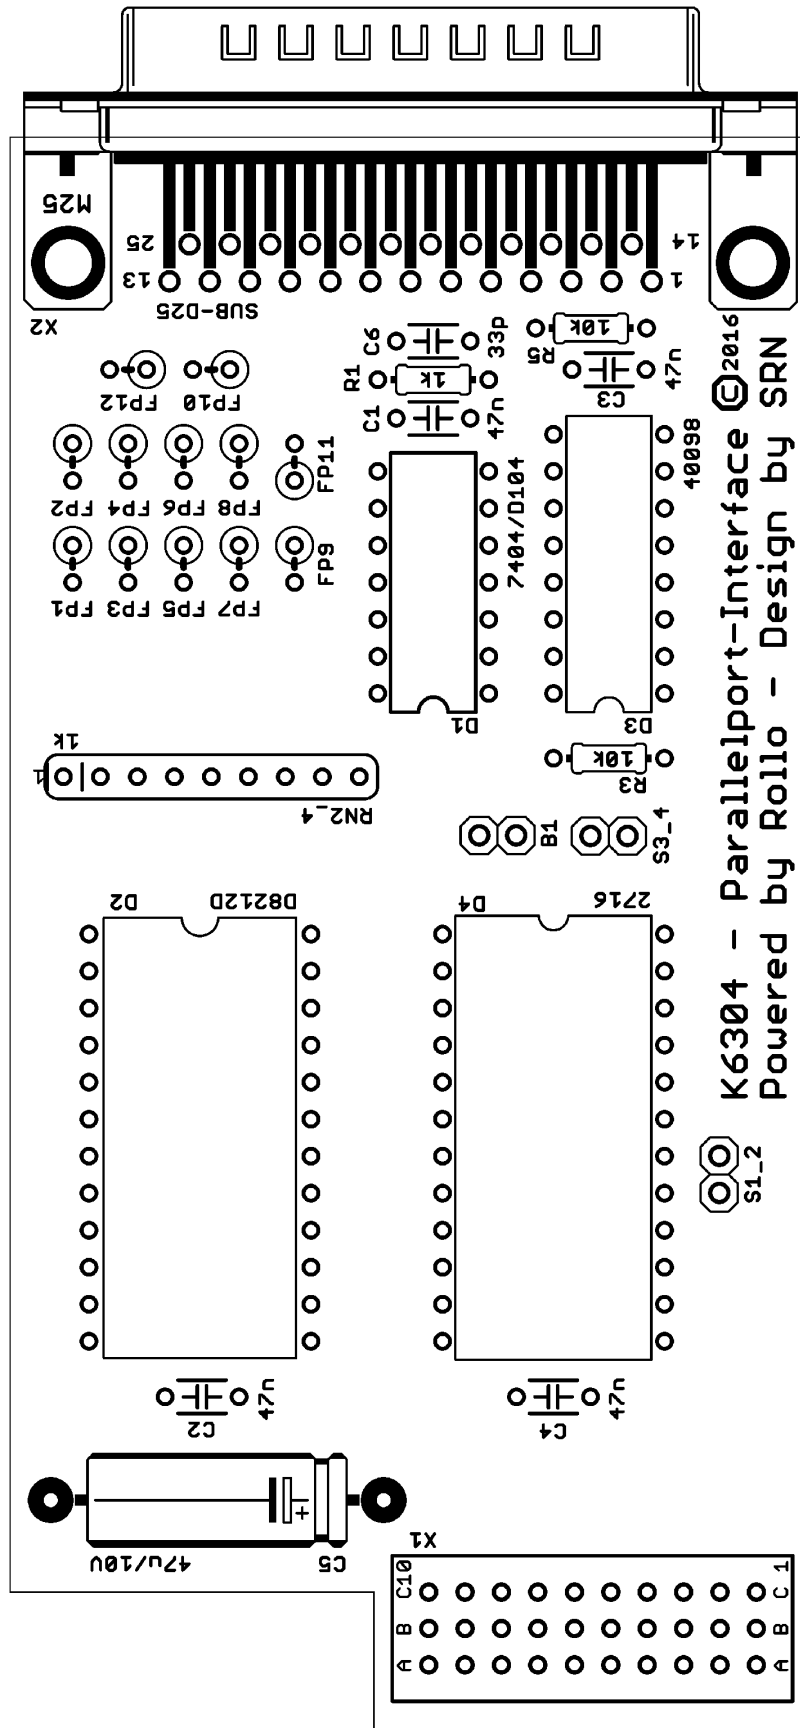 M25
25
14
13
1
SUB-D25
X2
C6
33p
R1
1k
C1
47n
10k
R5
C3
47n
©2016
FP12
FP10
FP11
FP2
FP4
FP6
FP8
FP9
FP1
FP3
FP5
FP7
7404/D104
40098
D1
D3
1k
1
RN2_4
10k
R3
B1
S3_4
K6304 - Parallelport-Interface
Powered by Rollo - Design by SRN
D2
D8212D
D4
2716
S1_2
C2
47n
C4
47n
+
47u/10V
C5
X1
C10
C 1
B
B
A
A